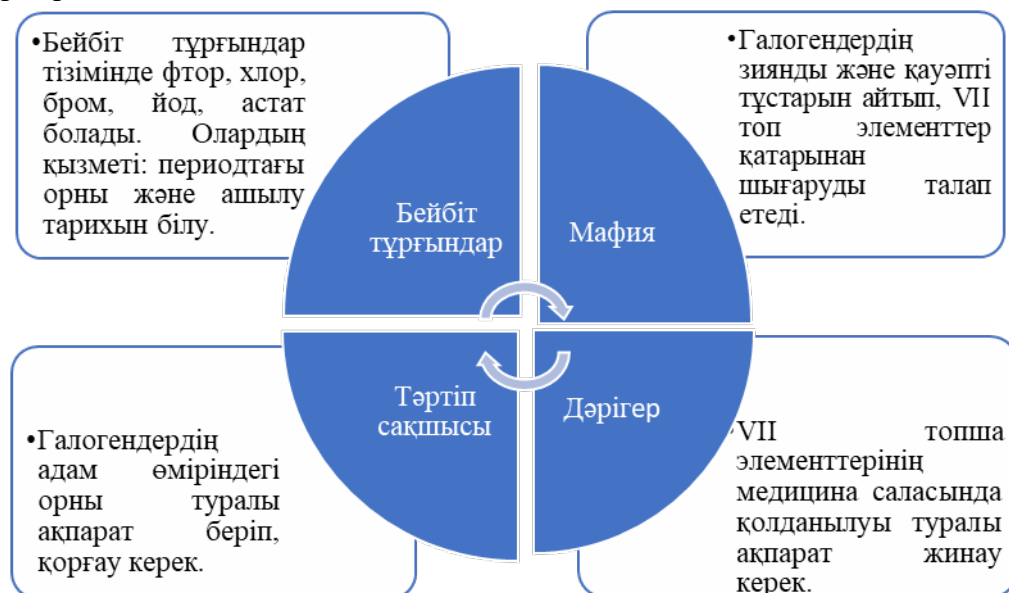 •Бейбіт тұрғындар
тізімінде фтор, хлор,
бром, йод, астат
болады. Олардың
қызметі: периодтағы
орны және ашылу
тарихын білу.
•Галогендердің
зиянды және қауәпті
тұстарын айтып, VII
топ элементтер
қатарынан
шығаруды талап
етеді.
Бейбіт
тұрғындар
Мафия
Тәртіп
сақшысы
Дәрігер
•Галогендердің
адам өміріндегі
орны туралы
ақпарат беріп,
қорғау керек.
•VII топша
элементтерінің
медицина саласында
қолданылуы туралы
ақпарат жинау
керек.